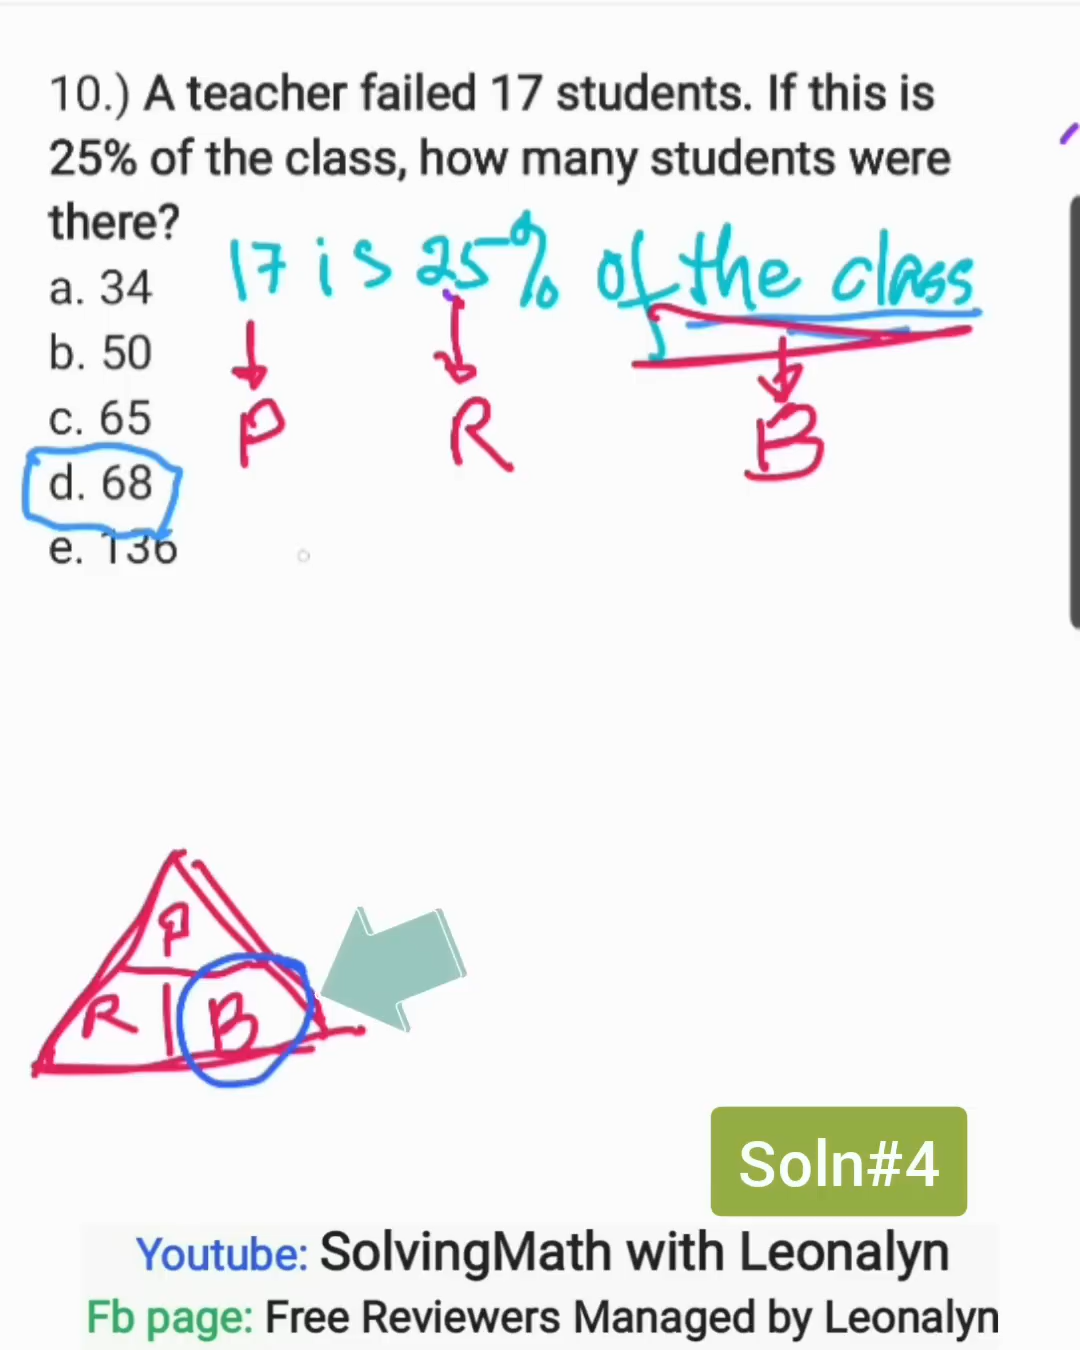 10.) A teacher failed 17 students. If this is
25% of the class, how many students were
there?
17 is 25% of the class
a. 34
b. 50
c. 65
d. 68
e. 136
P R B
P
R B
Soln#4
Youtube: SolvingMath with Leonalyn
Fb page: Free Reviewers Managed by Leonalyn